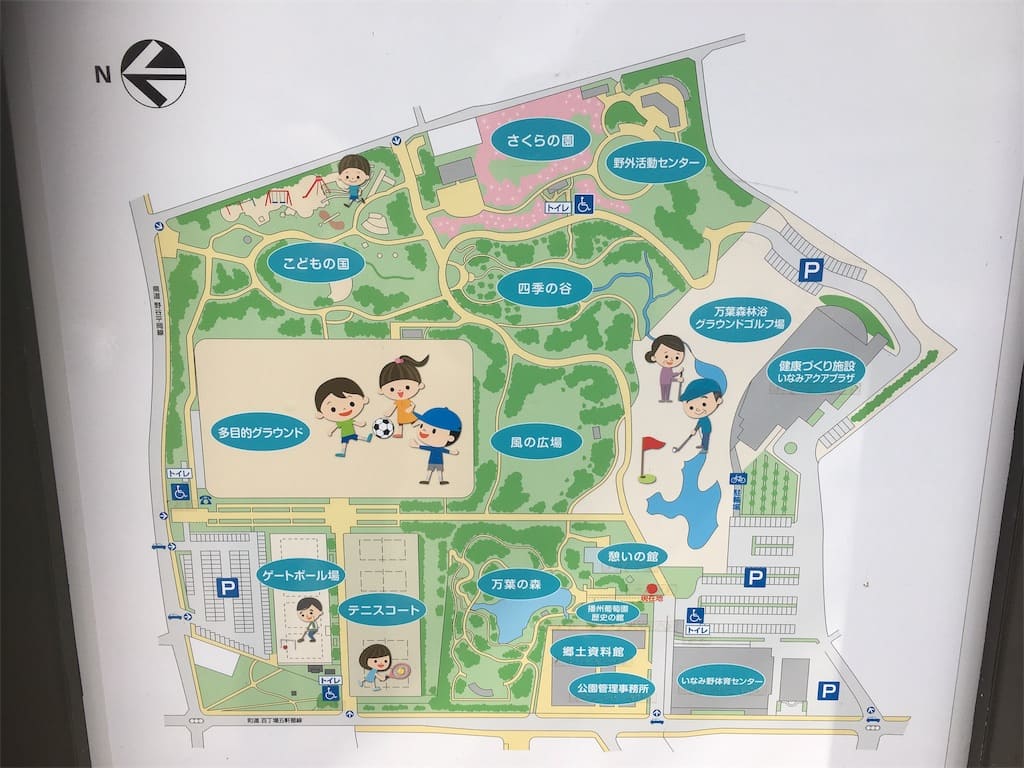 N
さくらの園
野外活動センター
トイレ
こどもの国
四季の谷
P
万葉森林浴
グラウンドゴルフ場
健康づくり施設
いなみアクアプラザ
多目的グラウンド
風の広場
トイレ
駐輪場
憩いの館
ゲートボール場
P
万葉の森
P
テニスコート
現在地
播州葡萄園
歴史の館
トイレ
郷土資料館
トイレ
公園管理事務所
いなみ野体育センター
P
町道 百丁場五軒屋線